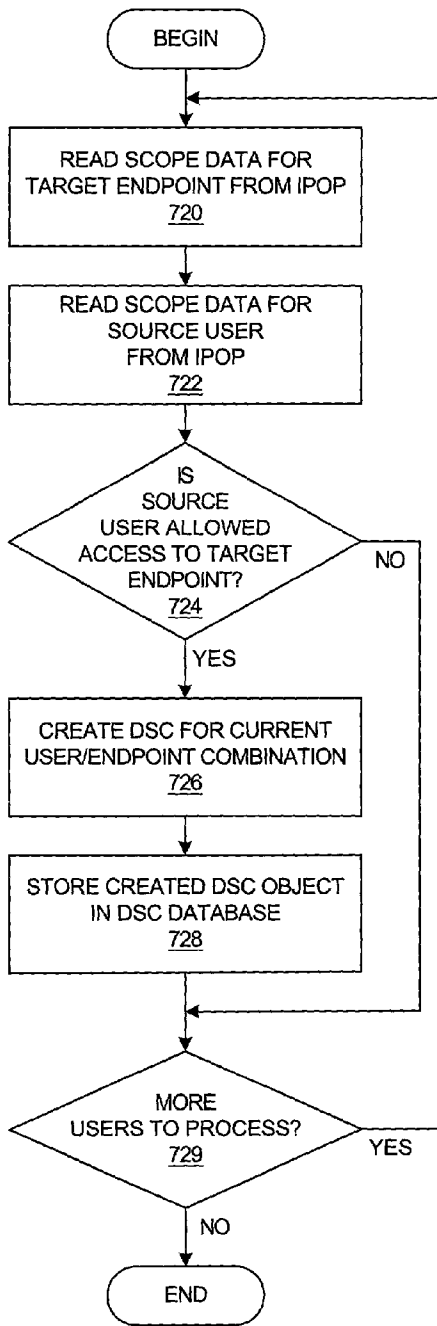 BEGIN
READ SCOPE DATA FOR
TARGET ENDPOINT FROM IPOP
720
READ SCOPE DATA FOR
SOURCE USER
FROM IPOP
722
IS
SOURCE
USER ALLOWED
ACCESS TO TARGET
ENDPOINT?
724
NO
YES
CREATE DSC FOR CURRENT
USER/ENDPOINT COMBINATION
726
STORE CREATED DSC OBJECT
IN DSC DATABASE
728
MORE
USERS TO PROCESS?
729
YES
NO
END